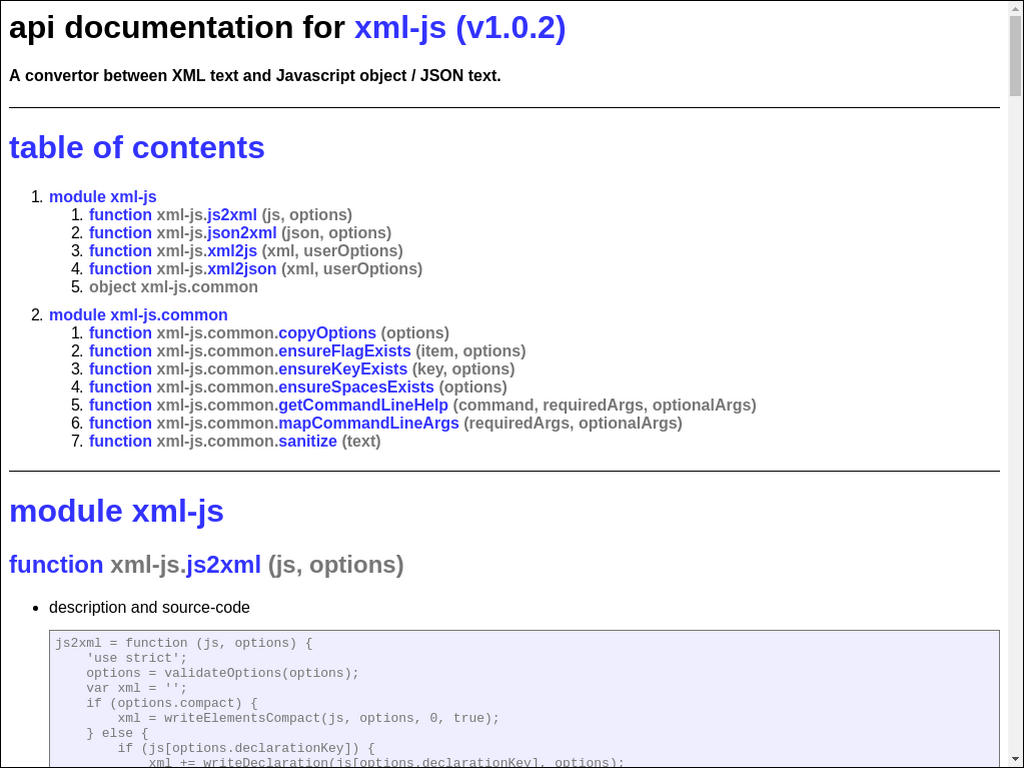 api documentation for xml-js (v1.0.2)
A convertor between XML text and Javascript object / JSON text.
table of contents
1. module xml-js
1. function xml-js.js2xml (js, options)
2. function xml-js.json2xml (json, options)
3. function xml-js.xml2js (xml, userOptions)
4. function xml-js.xml2json (xml, userOptions)
5. object xml-js.common
2. module xml-js.common
1. function xml-js.common.copyOptions (options)
2. function xml-js.common.ensureFlagExists (item, options)
3. function xml-js.common.ensureKeyExists (key, options)
4. function xml-js.common.ensureSpacesExists (options)
5. function xml-js.common.getCommandLineHelp (command, requiredArgs, optionalArgs)
6. function xml-js.common.mapCommandLineArgs (requiredArgs, optionalArgs)
7. function xml-js.common.sanitize (text)
module xml-js
function xml-js.js2xml (js, options)
• description and source-code
js2xml = function (js, options) {
    'use strict';
    options = validateOptions(options);
    var xml = '';
    if (options.compact) {
        xml = writeElementsCompact(js, options, 0, true);
    } else {
        if (js[options.declarationKey]) {
            xml += writeDeclaration(js[options.declarationKey], options);